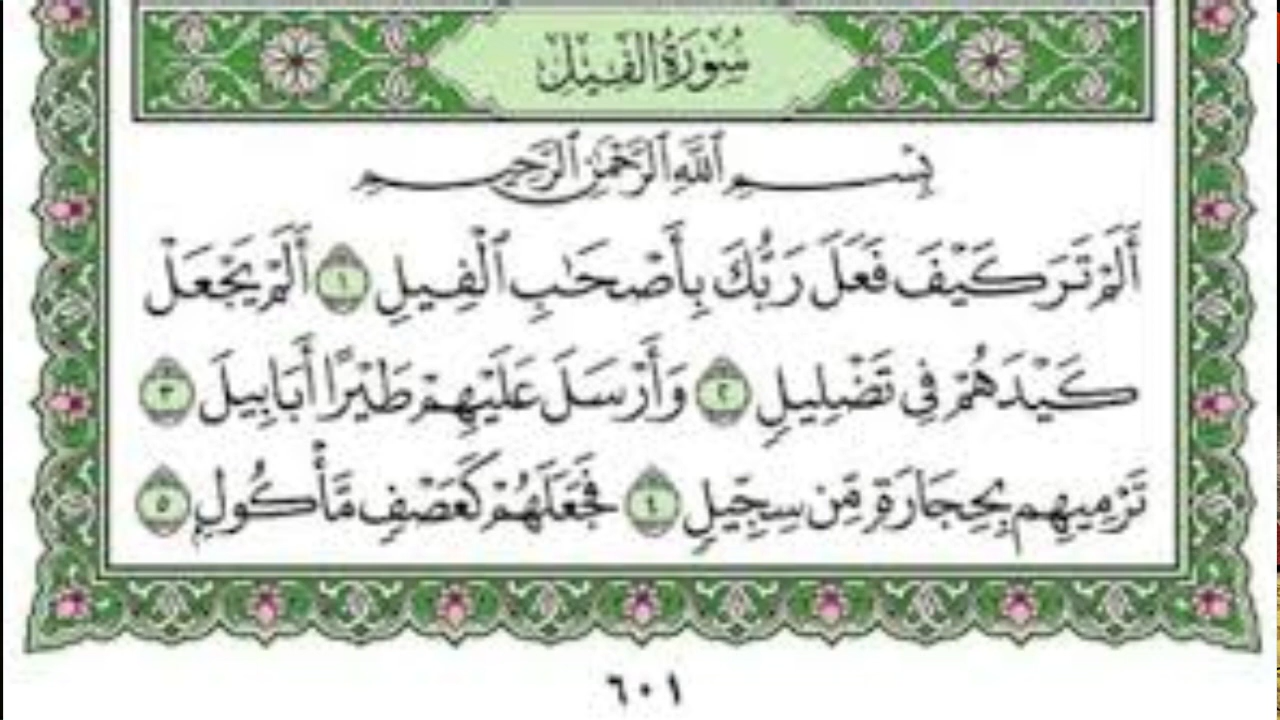 سُورَةُ الفِيلِ
بِسْمِ ٱللَّهِ ٱلرَّحْمَٰنِ ٱلرَّحِيمِ
أَلَمْ تَرَ كَيْفَ فَعَلَ رَبُّكَ بِأَصْحَٰبِ ٱلْفِيلِ ١ أَلَمْ يَجْعَلْ
كَيْدَهُمْ فِي تَضْلِيلٍ ٢ وَأَرْسَلَ عَلَيْهِمْ طَيْرًا أَبَابِيلَ ٣
تَرْمِيهِم بِحِجَارَةٍ مِّن سِجِّيلٍ ٤ فَجَعَلَهُمْ كَعَصْفٍ مَّأْكُولٍ ٥
٦٠١